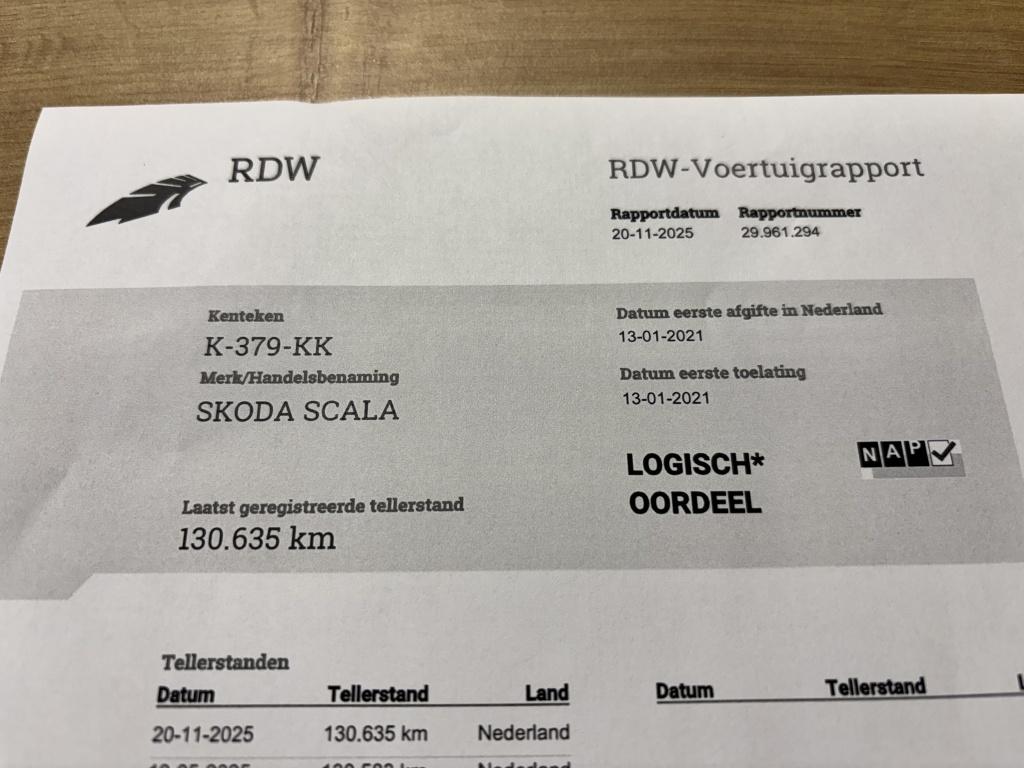 RDW
RDW-Voertuigrapport
Rapportdatum Rapportnummer
20-11-2025 29.961.294
Kenteken
K-379-KK
Merk/Handelsbenaming
SKODA SCALA
Datum eerste afgifte in Nederland
13-01-2021
Datum eerste toelating
13-01-2021
LOGISCH*
OORDEEL
NAP
Laatst geregistreerde tellerstand
130.635 km
Tellerstanden
Datum Tellerstand Land
20-11-2025 130.635 km Nederland
Datum Tellerstand